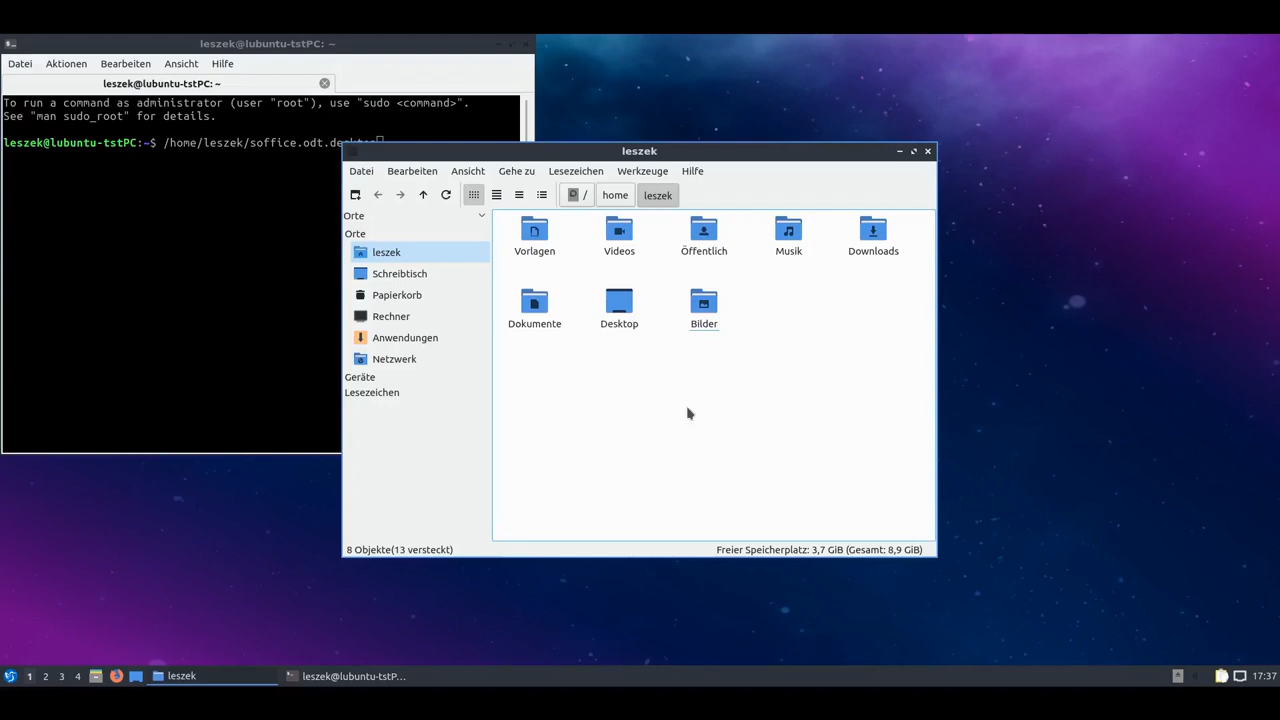 leszek@lubuntu-tstPC: ~
Datei Aktionen Bearbeiten Ansicht Hilfe
leszek@lubuntu-tstPC: ~
To run a command as administrator (user "root"), use "sudo <command>".
See "man sudo_root" for details.
leszek@lubuntu-tstPC:~$ /home/leszek/soffice.odt.desktop
leszek
Datei Bearbeiten Ansicht Gehe zu Lesezeichen Werkzeuge Hilfe
/ home leszek
Orte
Orte
leszek
Schreibtisch
Papierkorb
Rechner
Anwendungen
Netzwerk
Geräte
Lesezeichen
Vorlagen Videos Öffentlich Musik Downloads
Dokumente Desktop Bilder
8 Objekte(13 versteckt) Freier Speicherplatz: 3,7 GiB (Gesamt: 8,9 GiB)
1 2 3 4 leszek leszek@lubuntu-tstP... 17:37